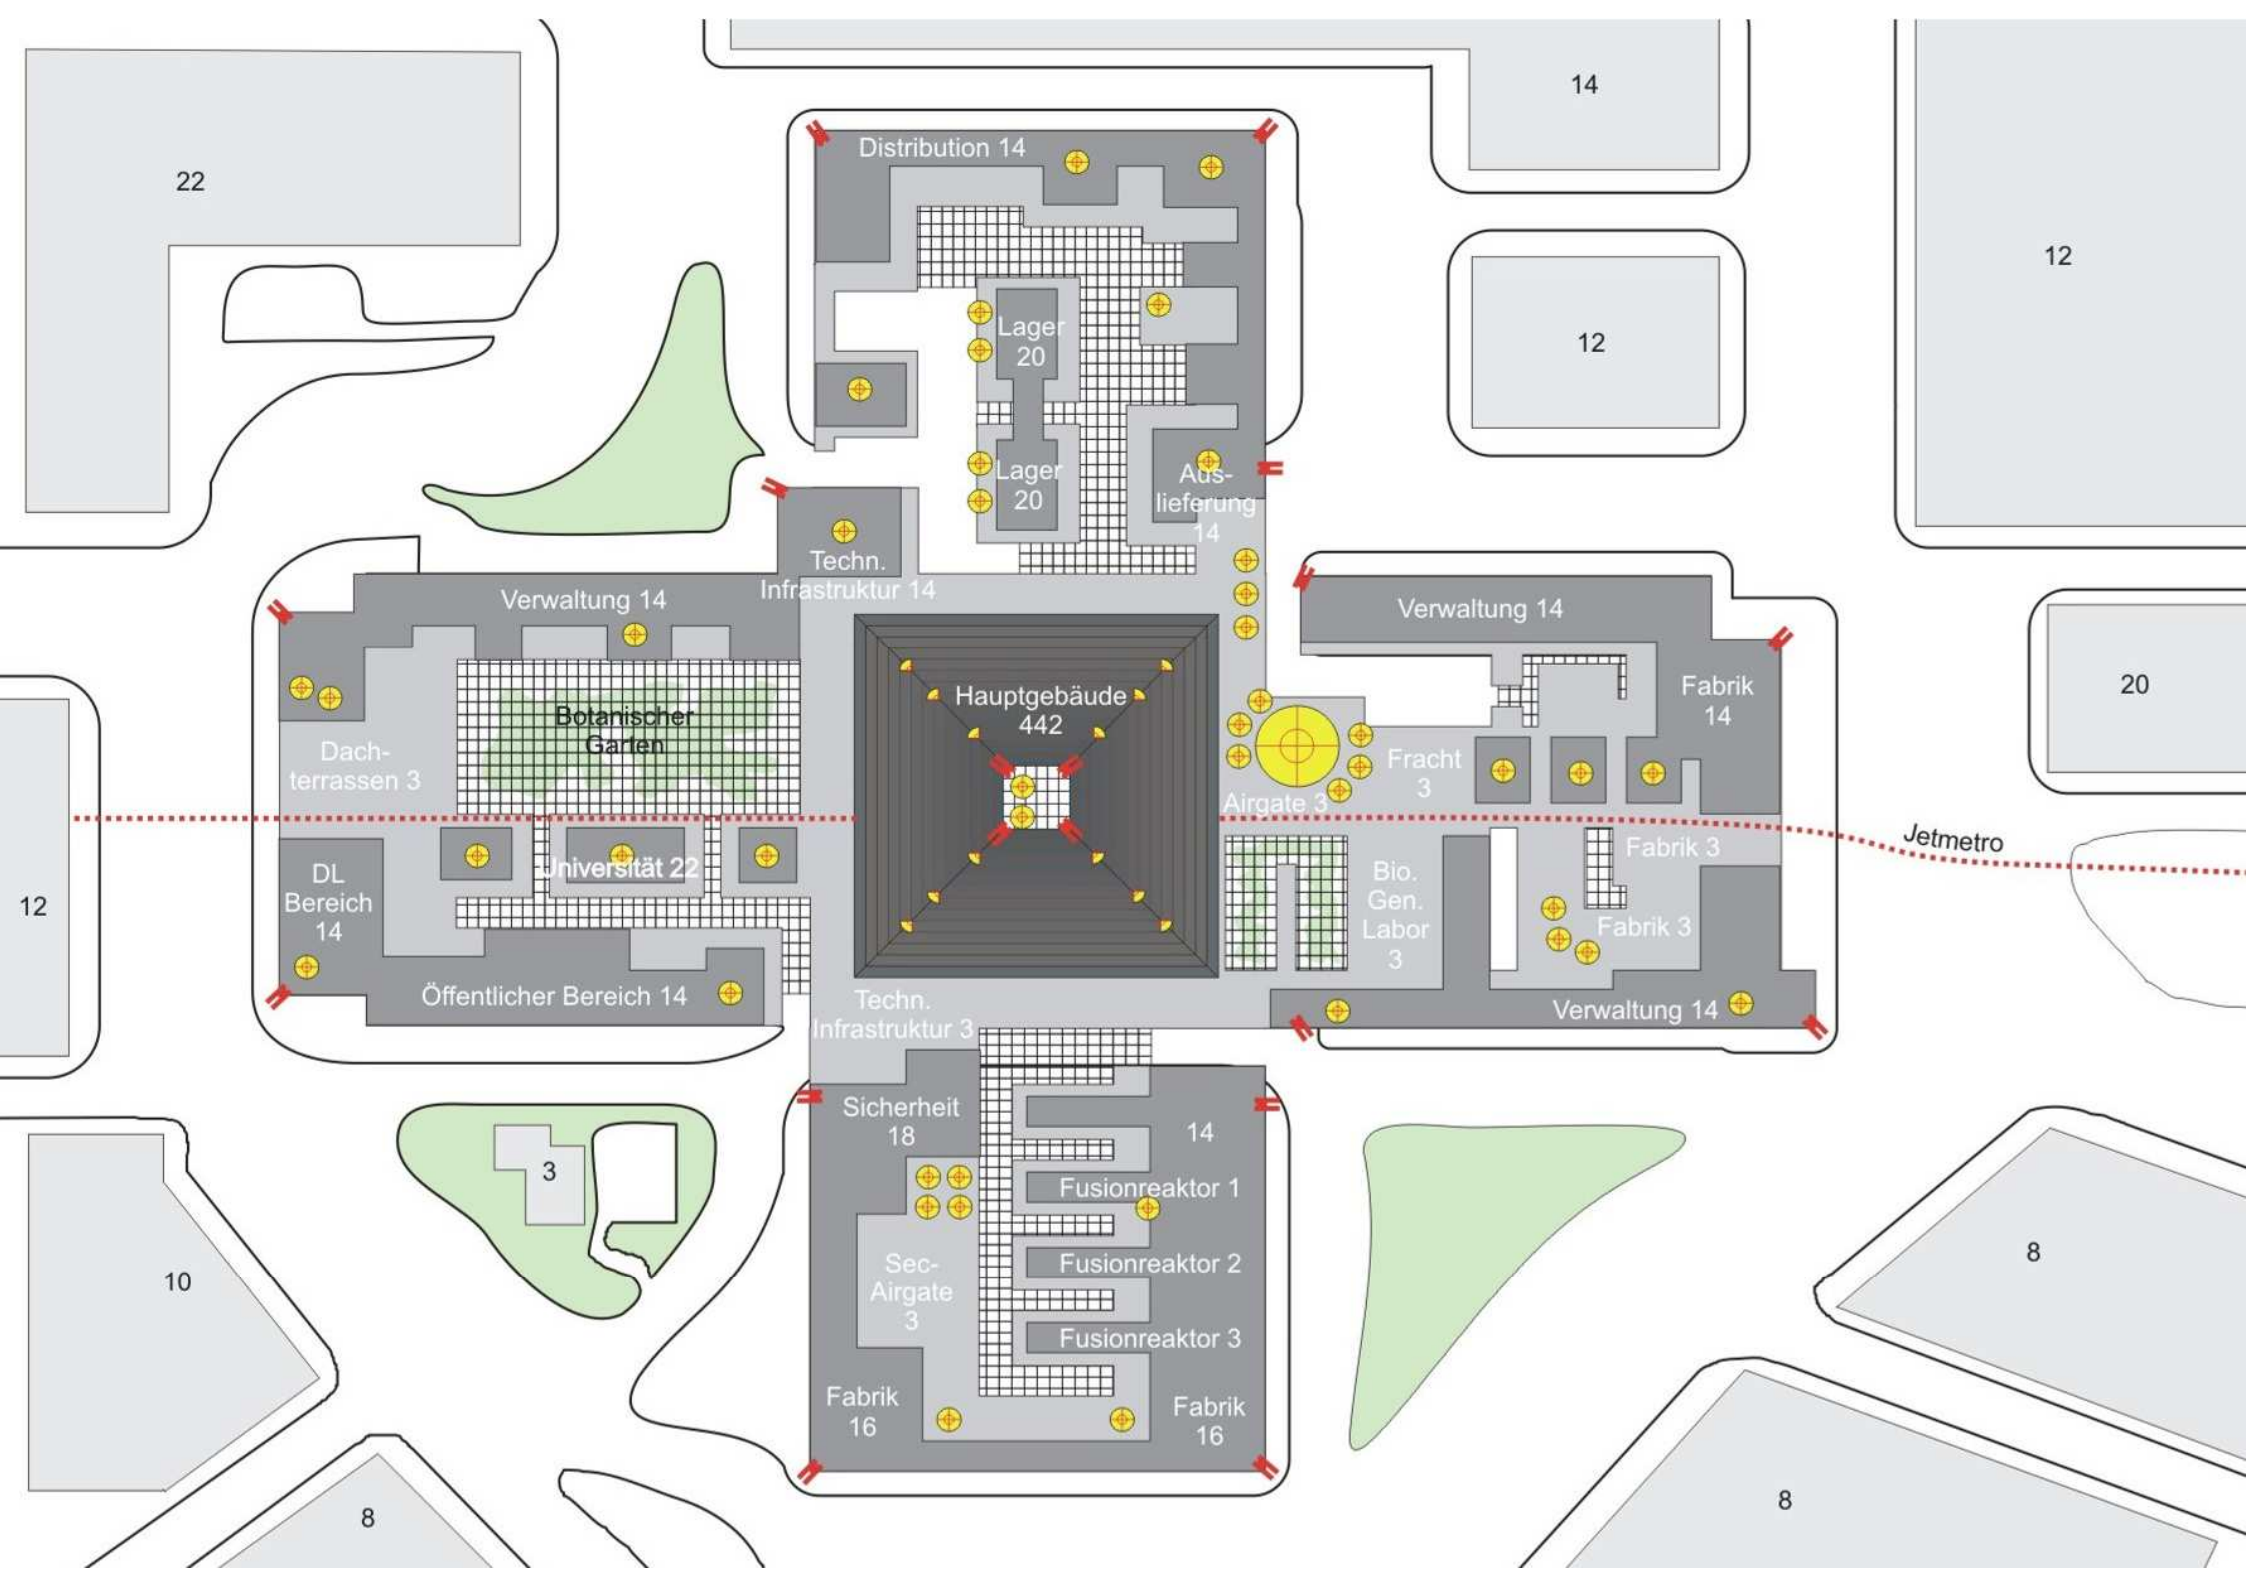 14
Distribution 14
22
12
Lager
20
12
Lager
20
Aus-
lieferung
14
Techn.
Infrastruktur 14
Verwaltung 14
Verwaltung 14
20
Fabrik
14
Hauptgebäude
442
Botanischer
Garten
Dach-
terrassen 3
Fracht
3
Airgate 3
Jetmetro
Fabrik 3
Universität 22
DL
Bereich
14
Bio.
Gen.
Labor
3
12
Fabrik 3
Öffentlicher Bereich 14
Techn.
Infrastruktur 3
Verwaltung 14
Sicherheit
18
14
3
Fusionreaktor 1
8
Sec-
Airgate
3
Fusionreaktor 2
10
Fusionreaktor 3
Fabrik
16
Fabrik
16
8
8